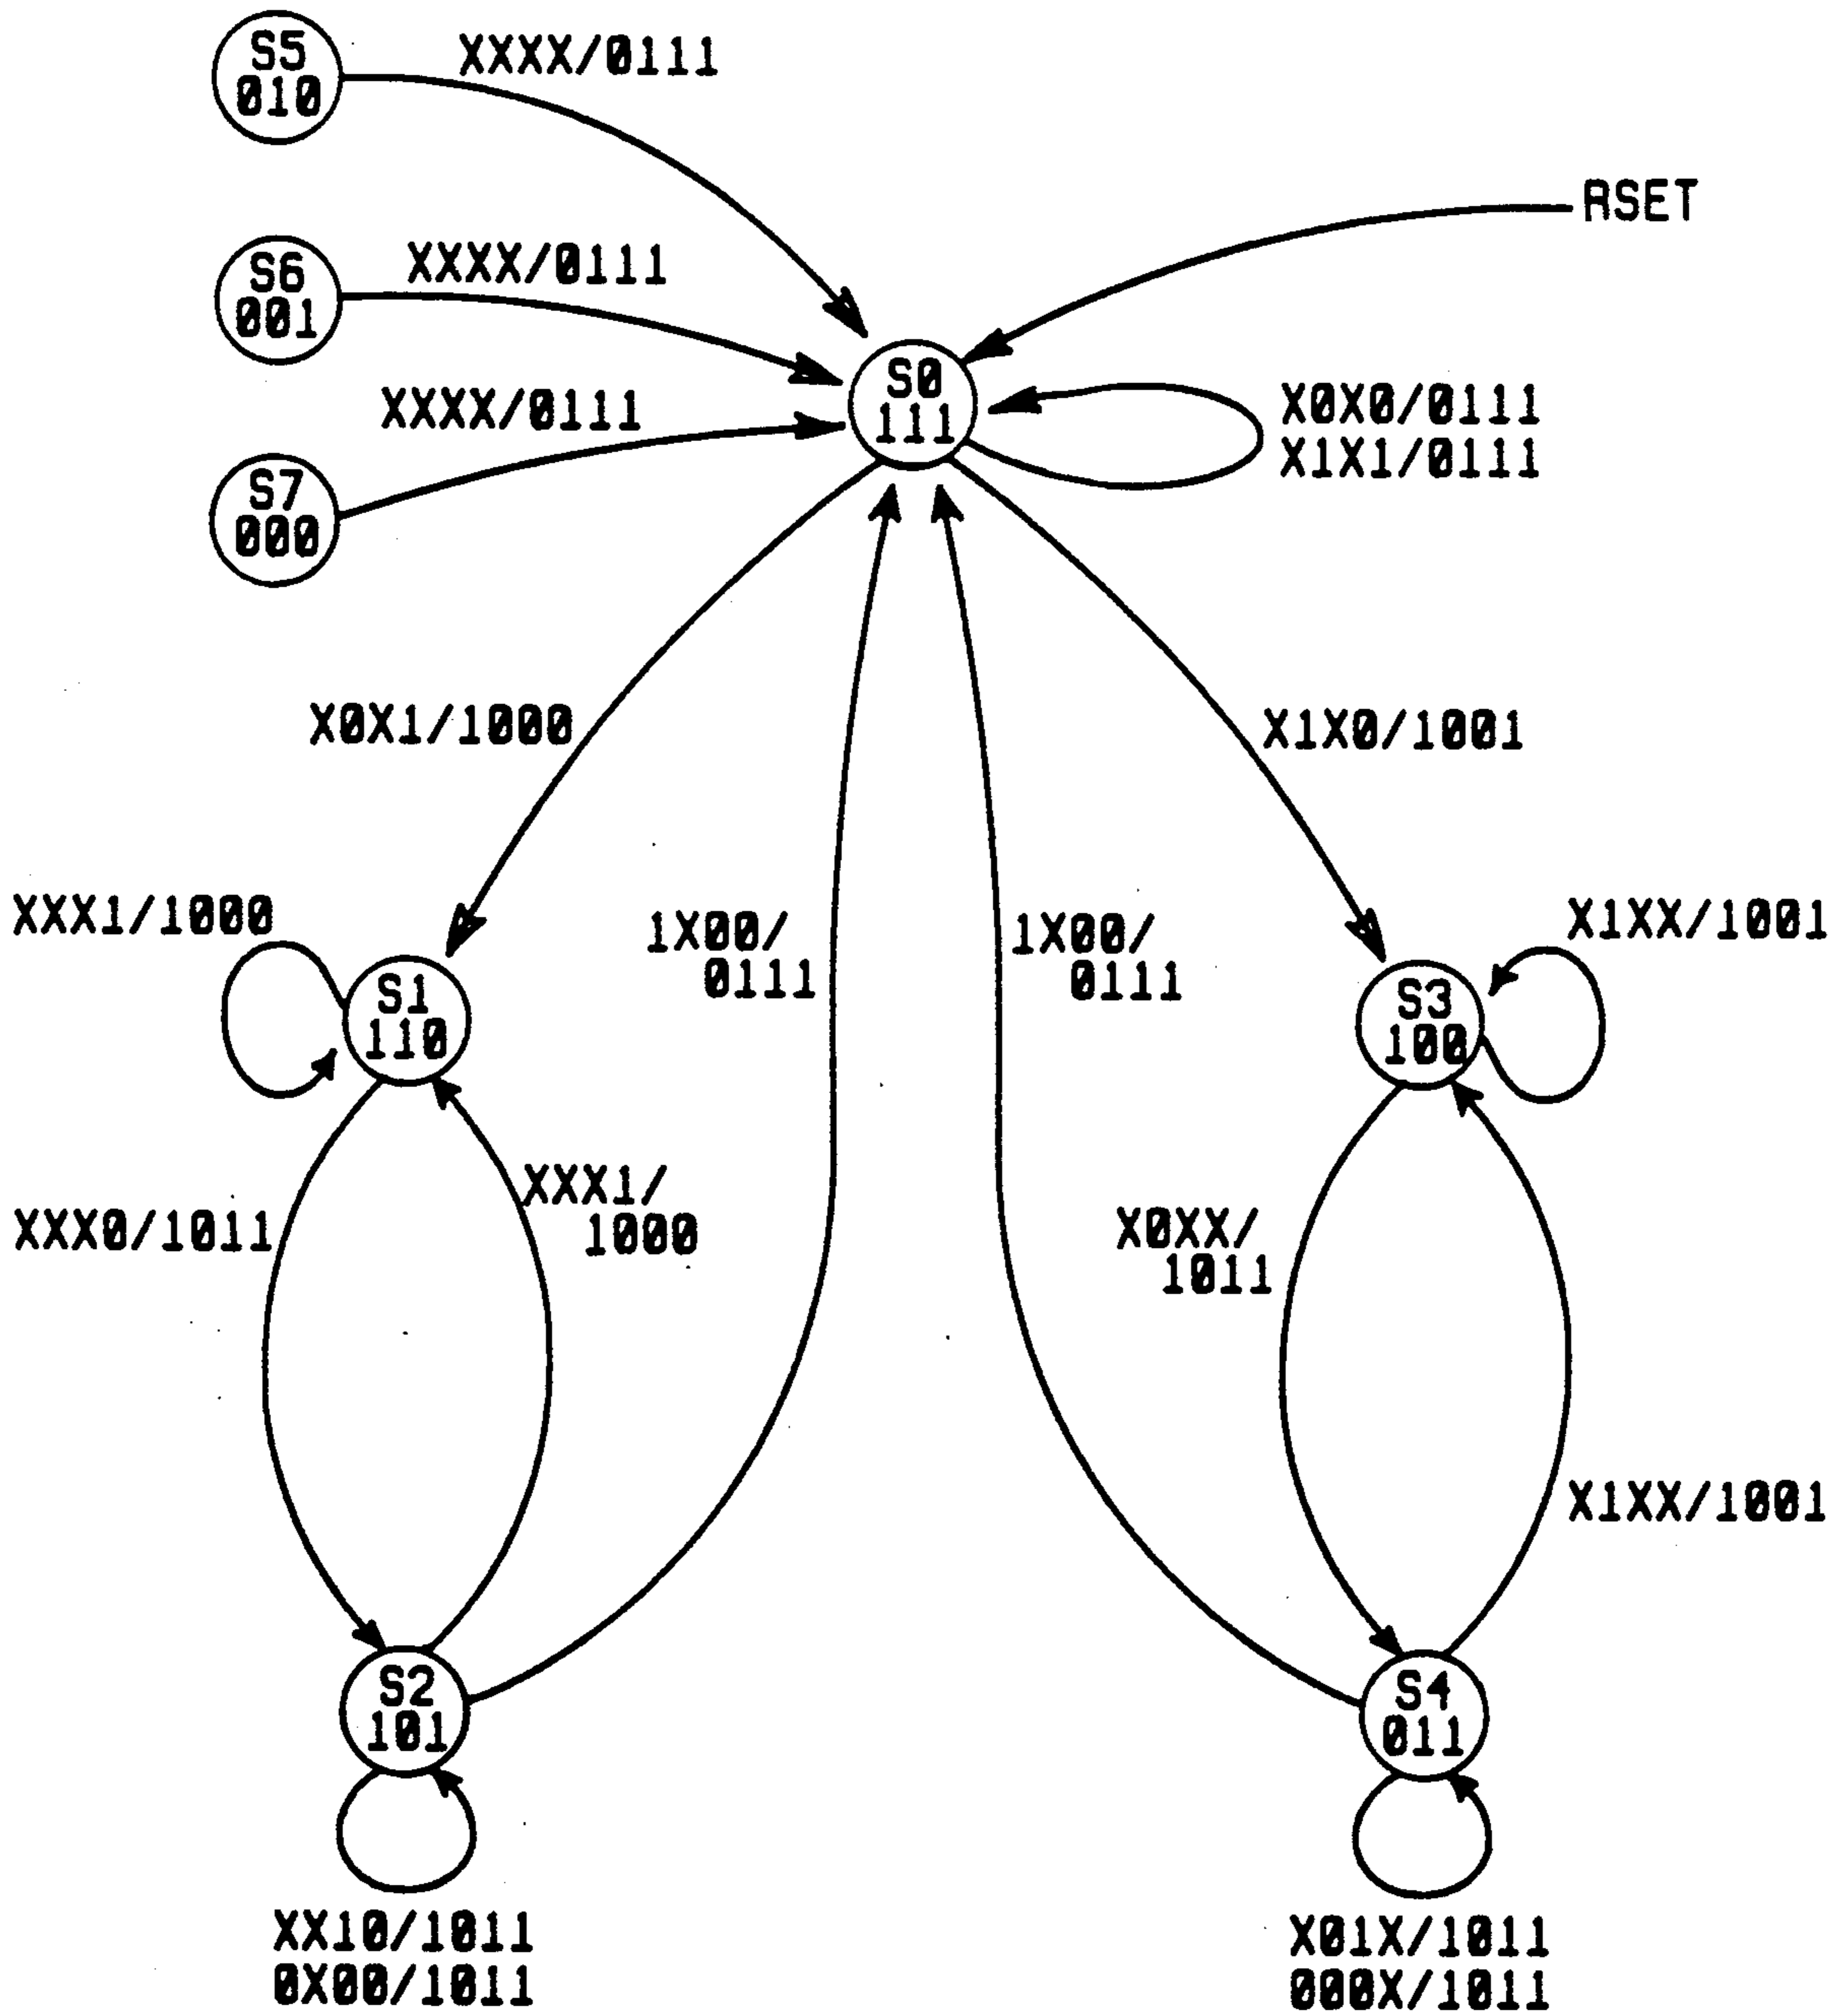 S5
010
XXXX/0111
RSET
S6
001
XXXX/0111
S0
111
X0X0/0111
X1X1/0111
XXXX/0111
S7
000
X0X1/1000
X1X0/1001
XXX1/1000
1X00/
0111
1X00/
0111
X1XX/1001
S1
110
S3
100
XXX0/1011
XXX1/
1000
X0XX/
1011
X1XX/1001
S2
101
S4
011
XX10/1011
0X00/1011
X01X/1011
000X/1011